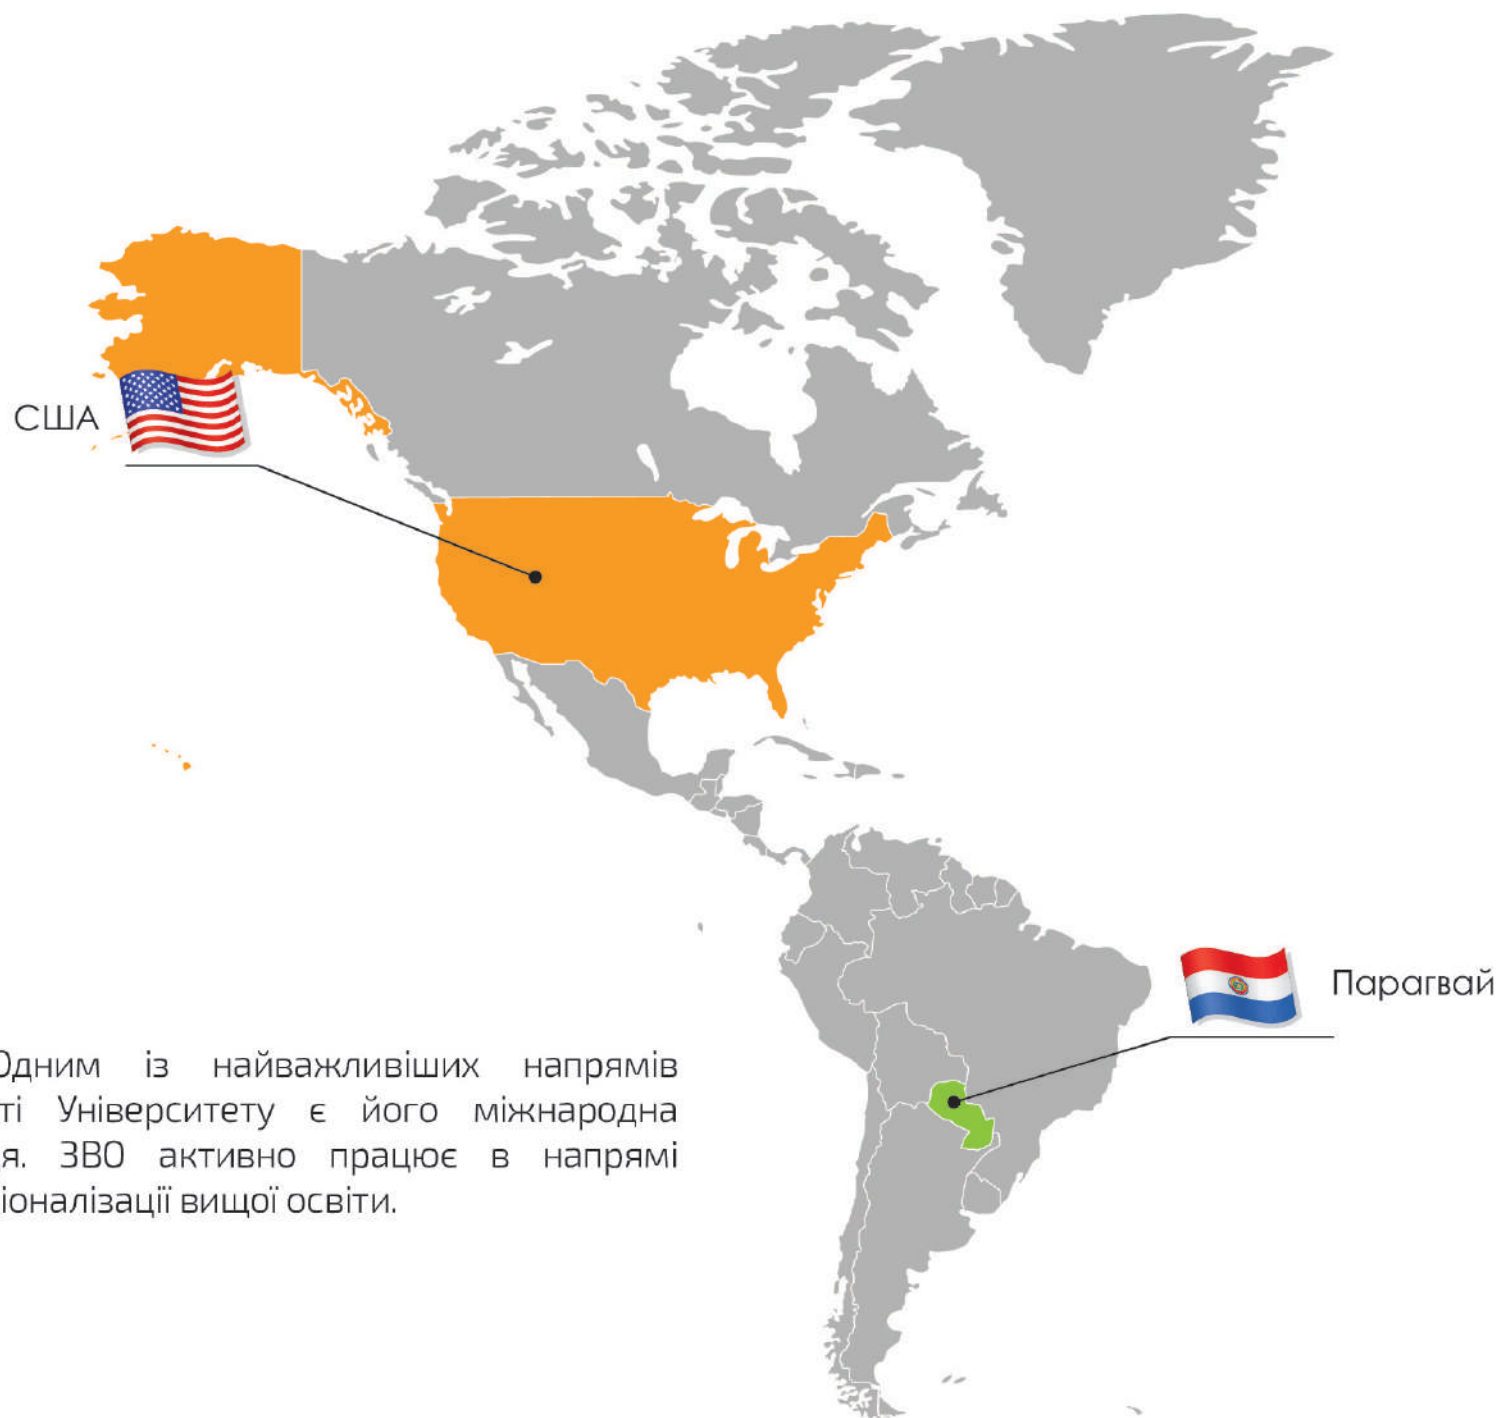 США
Парагвай
Одним із найважливіших напрямів
ті Університету є його міжнародна
я. ЗВО активно працює в напрямі
іоналізації вищої освіти.